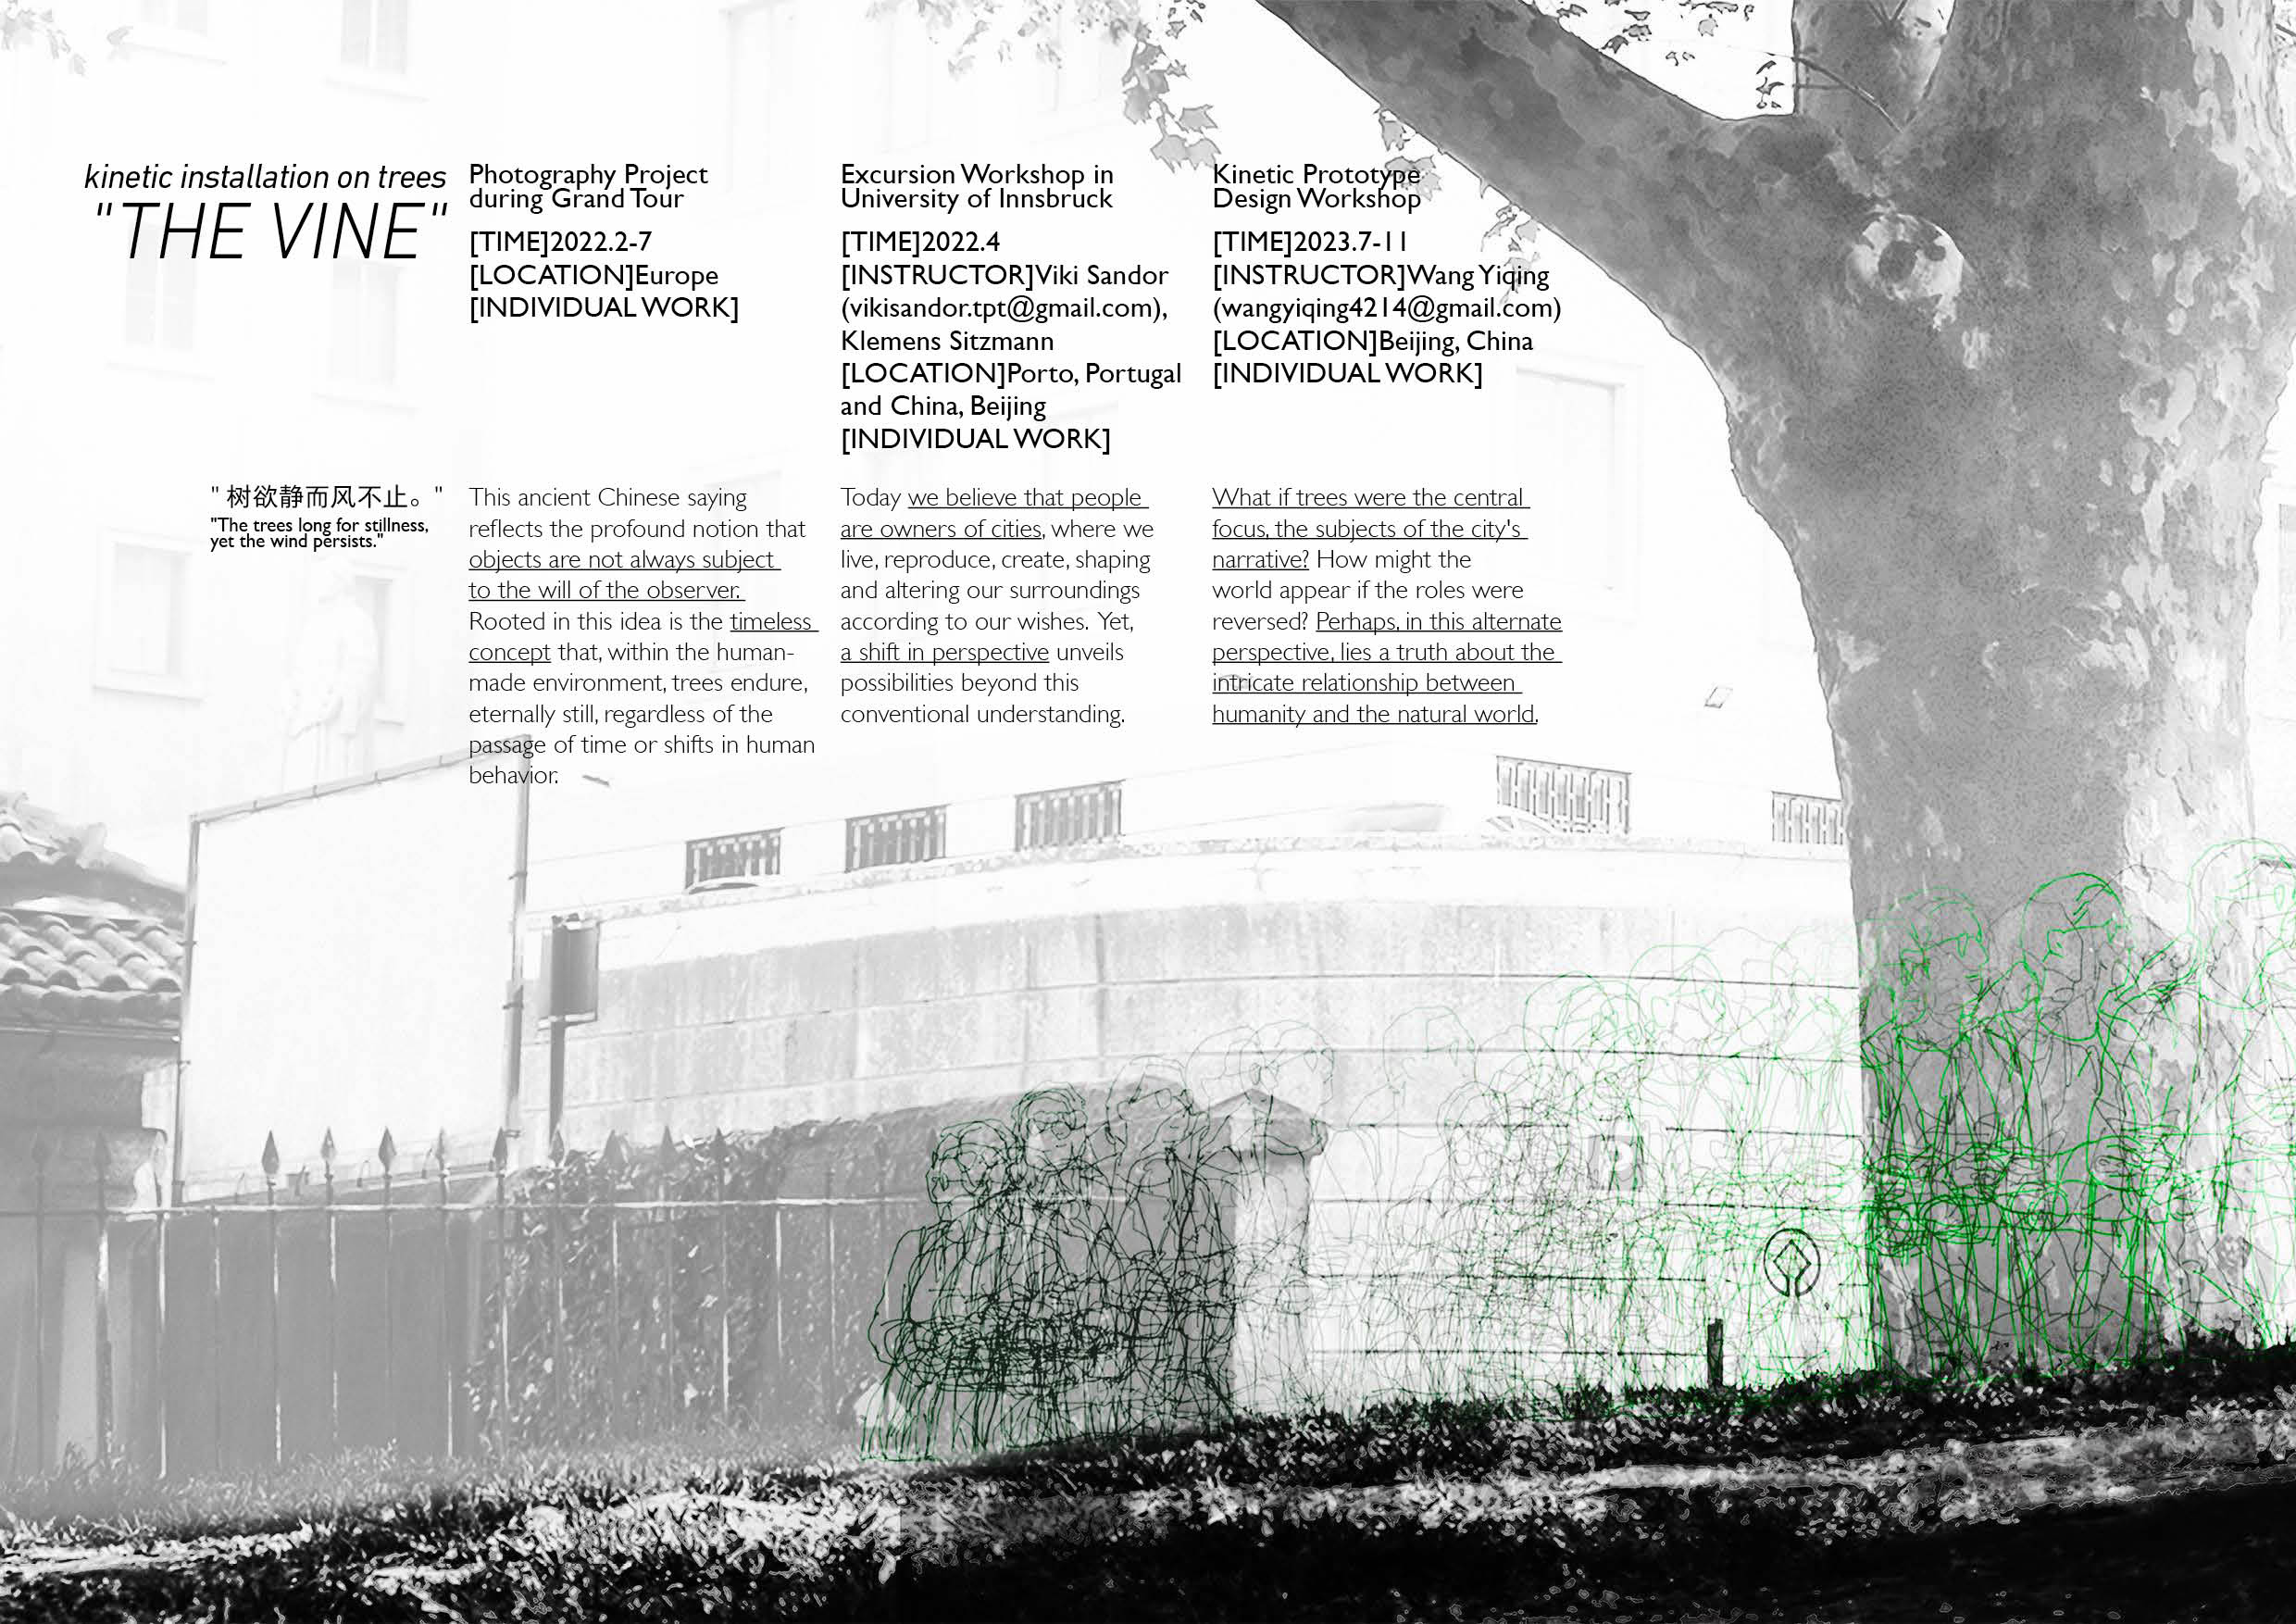 kinetic installation on trees
"THE VINE"
Photography Project
during Grand Tour
[TIME]2022.2-7
[LOCATION]Europe
[INDIVIDUAL WORK]
Excursion Workshop in
University of Innsbruck
[TIME]2022.4
[INSTRUCTOR]Viki Sandor
(vikisandor.tpt@gmail.com),
Klemens Sitzmann
[LOCATION]Porto, Portugal
and China, Beijing
[INDIVIDUAL WORK]
Kinetic Prototype
Design Workshop
[TIME]2023.7-11
[INSTRUCTOR]Wang Yiqing
(wangyiqing4214@gmail.com)
[LOCATION]Beijing, China
[INDIVIDUAL WORK]
" 树欲静而风不止。"
"The trees long for stillness,
yet the wind persists."
This ancient Chinese saying
reflects the profound notion that
objects are not always subject
to the will of the observer.
Rooted in this idea is the timeless
concept that, within the human-
made environment, trees endure,
eternally still, regardless of the
passage of time or shifts in human
behavior.
Today we believe that people
are owners of cities, where we
live, reproduce, create, shaping
and altering our surroundings
according to our wishes. Yet,
a shift in perspective unveils
possibilities beyond this
conventional understanding.
What if trees were the central
focus, the subjects of the city's
narrative? How might the
world appear if the roles were
reversed? Perhaps, in this alternate
perspective, lies a truth about the
intricate relationship between
humanity and the natural world.
P